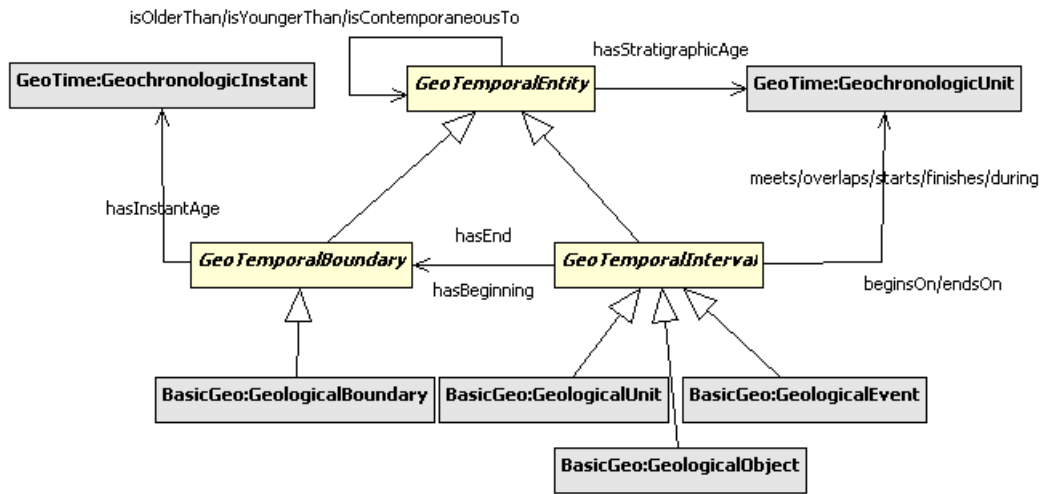 isOlderThan/isYoungerThan/isContemporaneousTo
hasStratigraphicAge
GeoTime:GeochronologicInstant
GeoTemporalEntity
GeoTime:GeochronologicUnit
meets/overlaps/starts/finishes/during
hasInstantAge
hasEnd
GeoTemporalBoundary
GeoTemporalInterval
hasBeginning
beginsOn/endsOn
BasicGeo:GeologicalBoundary
BasicGeo:GeologicalUnit
BasicGeo:GeologicalEvent
BasicGeo:GeologicalObject